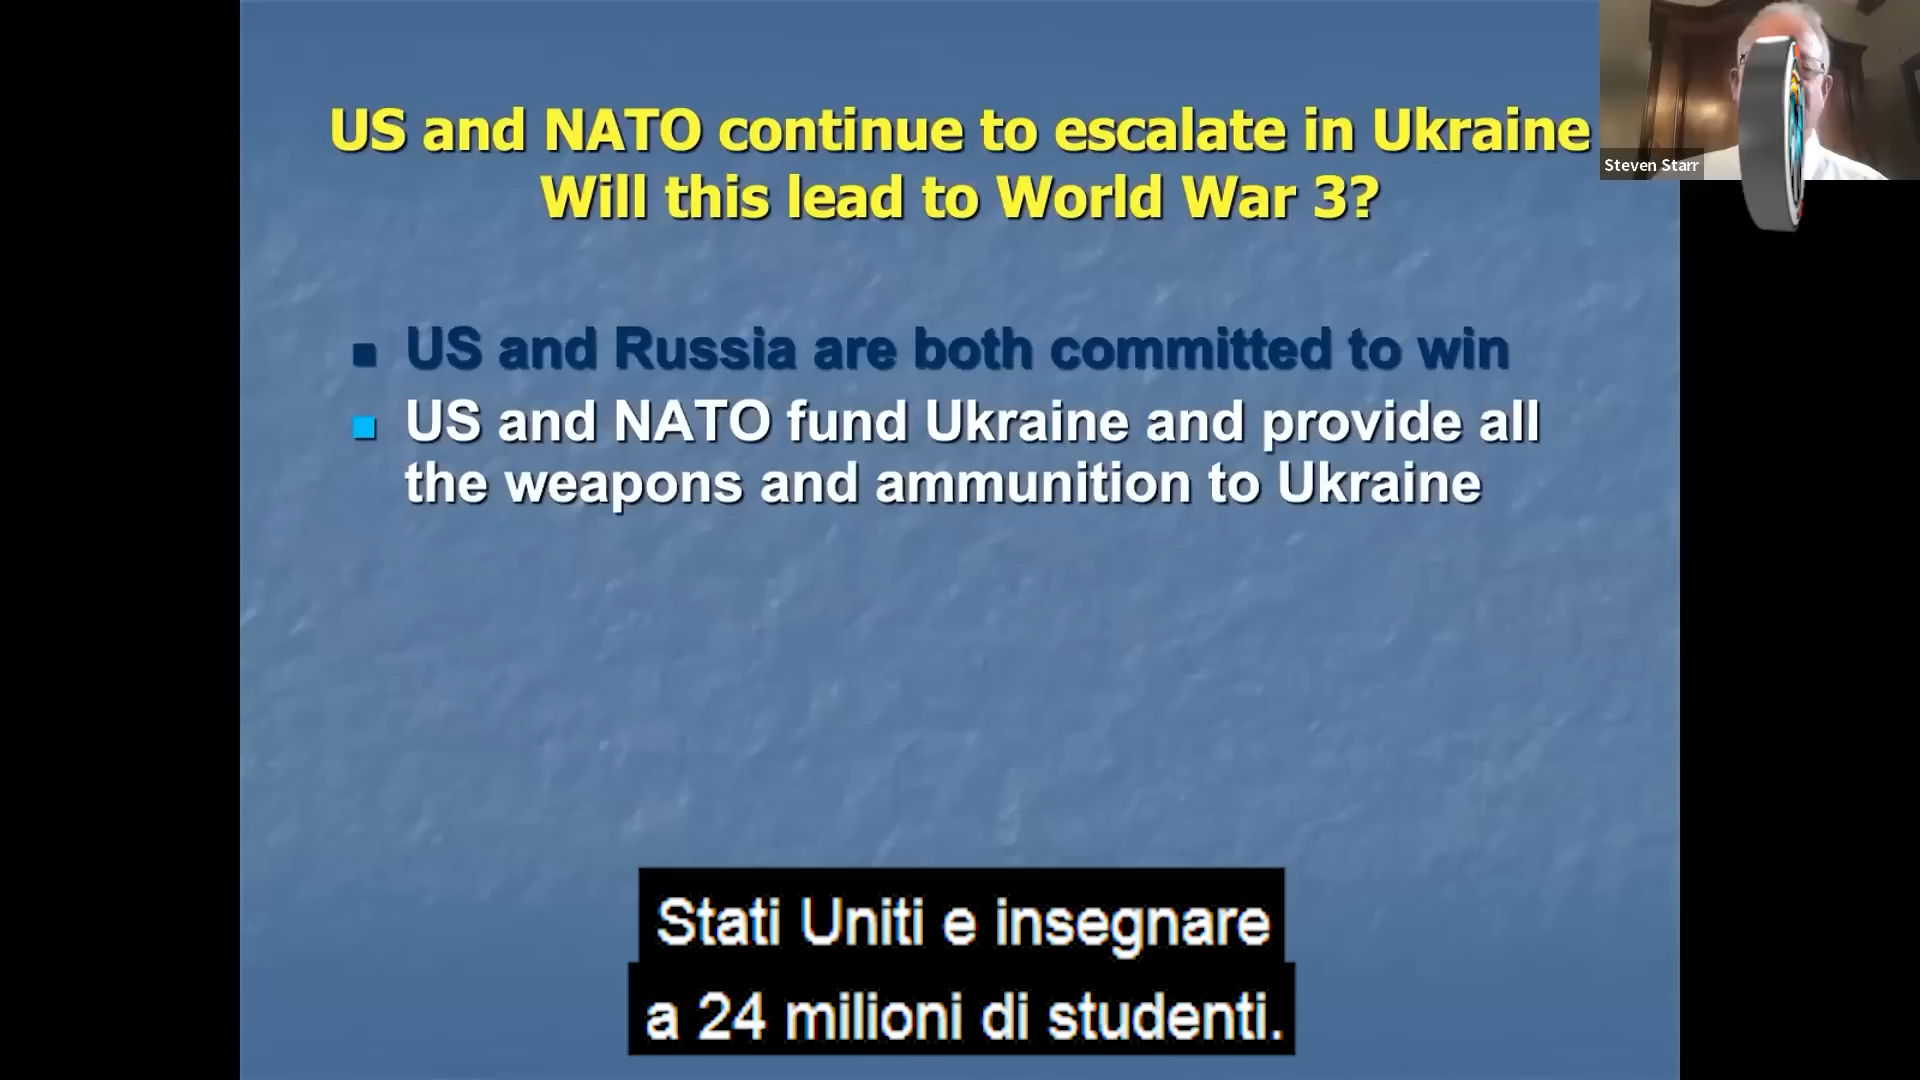 US and NATO continue to escalate in Ukraine
Will this lead to World War 3?
Steven Starr
US and Russia are both committed to win
US and NATO fund Ukraine and provide all
the weapons and ammunition to Ukraine
Stati Uniti e insegnare
a 24 milioni di studenti.